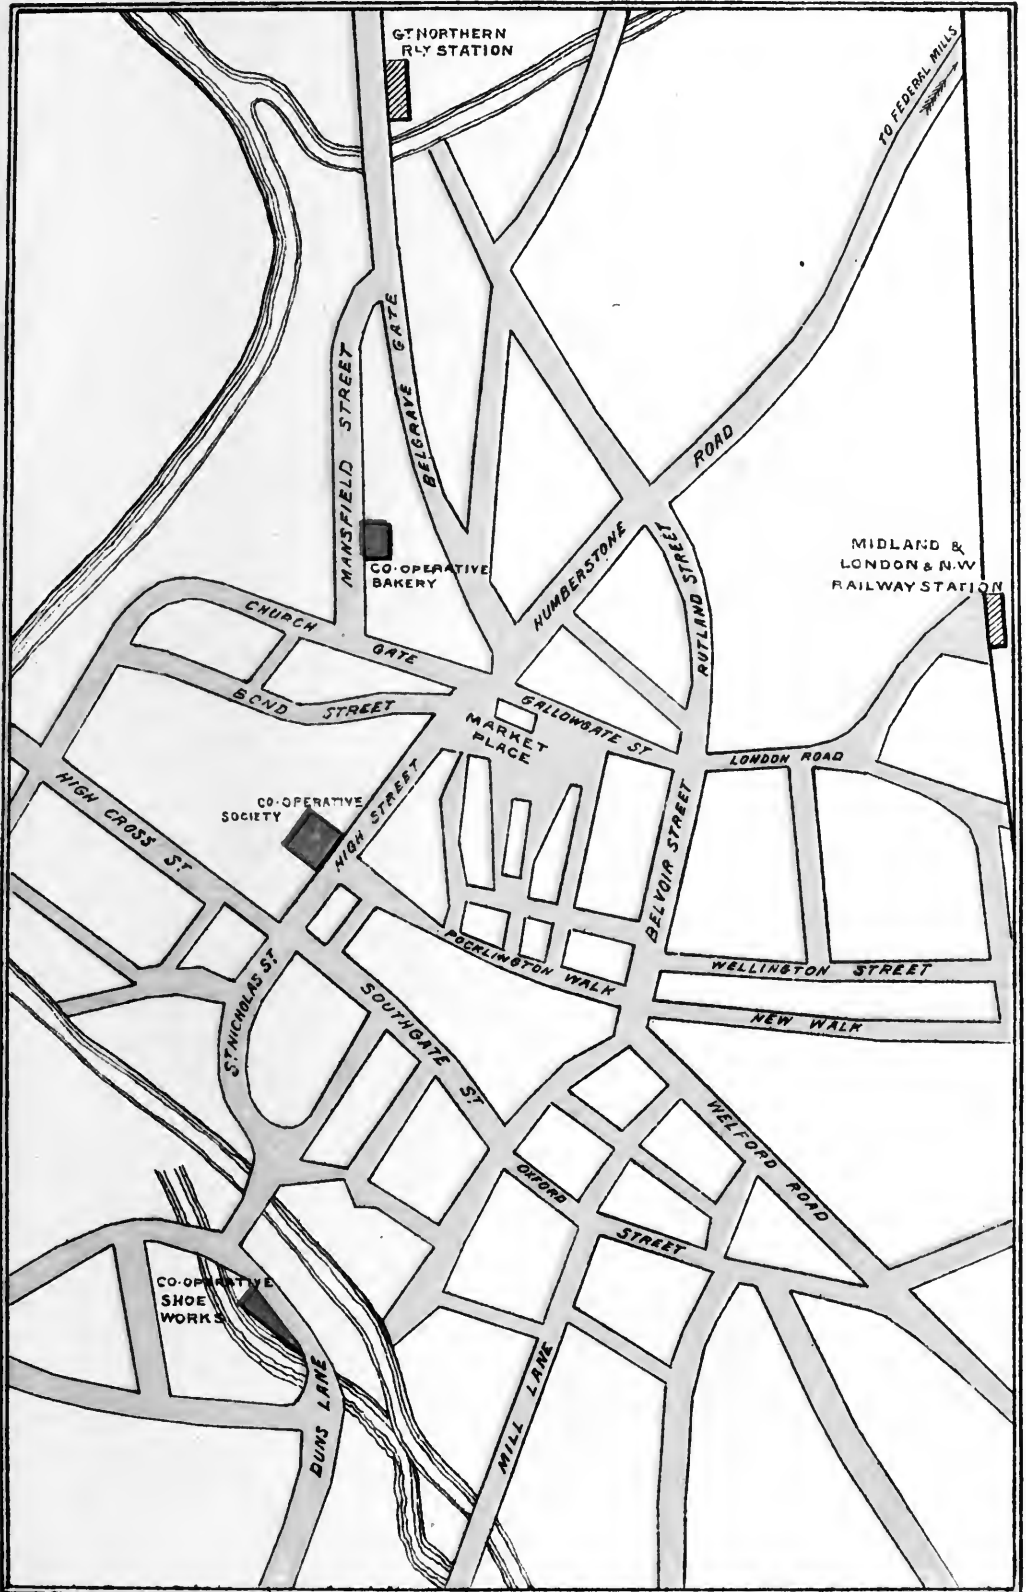 GT NORTHERN
RLY STATION
TO FEDERAL MILLS
BELGRAVE GATE
MANSFIELD STREET
ROAD
HUMBERSTONE
RUTLAND STREET
MIDLAND &
LONDON & N.W
RAILWAY STATION
CO-OPERATIVE
BAKERY
CHURCH
GATE
BOND STREET
MARKET
PLACE
GALLOWGATE ST
LONDON ROAD
HIGH CROSS ST
CO-OPERATIVE
SOCIETY
HIGH STREET
BELVOIR STREET
POCKLINGTON WALK
WELLINGTON STREET
NEW WALK
ST NICHOLAS ST
SOUTHGATE ST
WELFORD ROAD
OXFORD
STREET
CO-OPERATIVE
SHOE
WORKS
DUNS LANE
MILL LANE